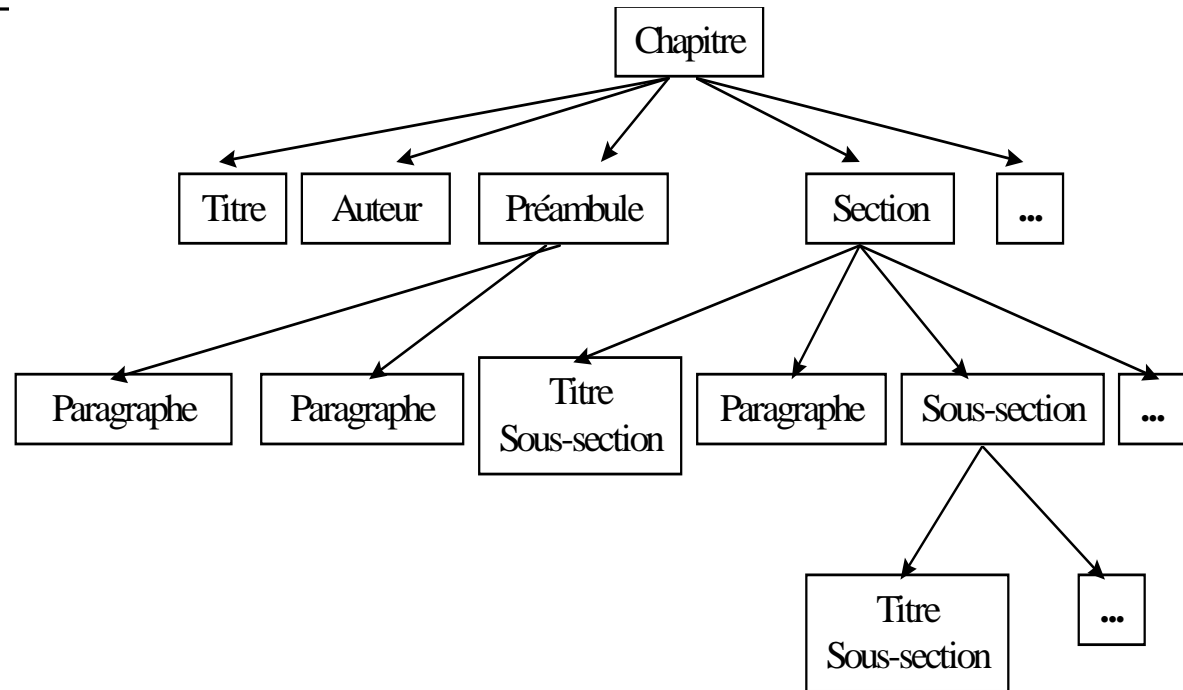 Chapitre
Titre
Auteur
Préambule
Section
...
Paragraphe
Paragraphe
Titre
Sous-section
Paragraphe
Sous-section
...
Titre
Sous-section
...